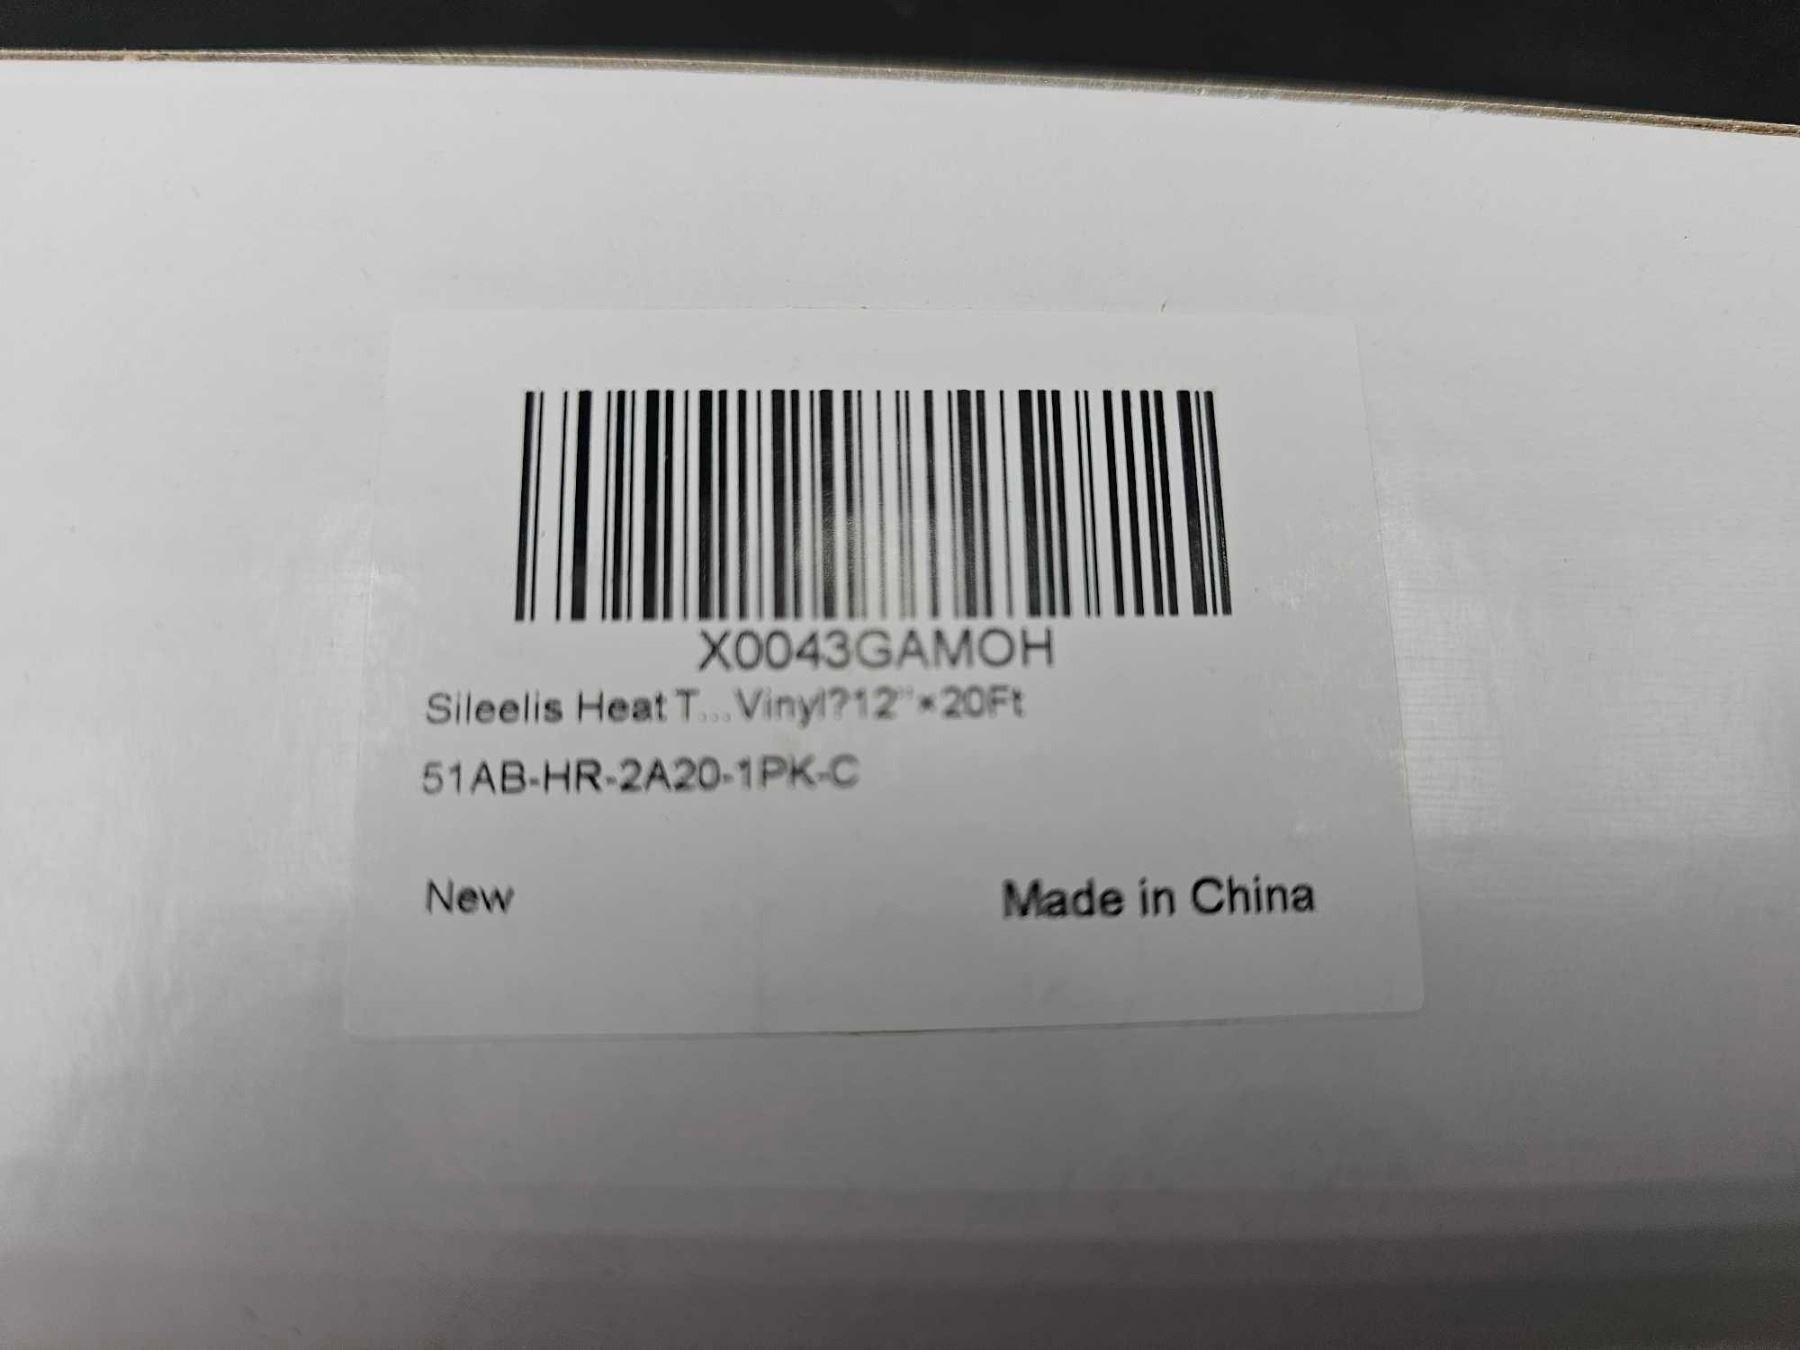 X0043GAMOH
Sileelis Heat T...Vinyl?12"×20Ft
51AB-HR-2A20-1PK-C
New
Made in China